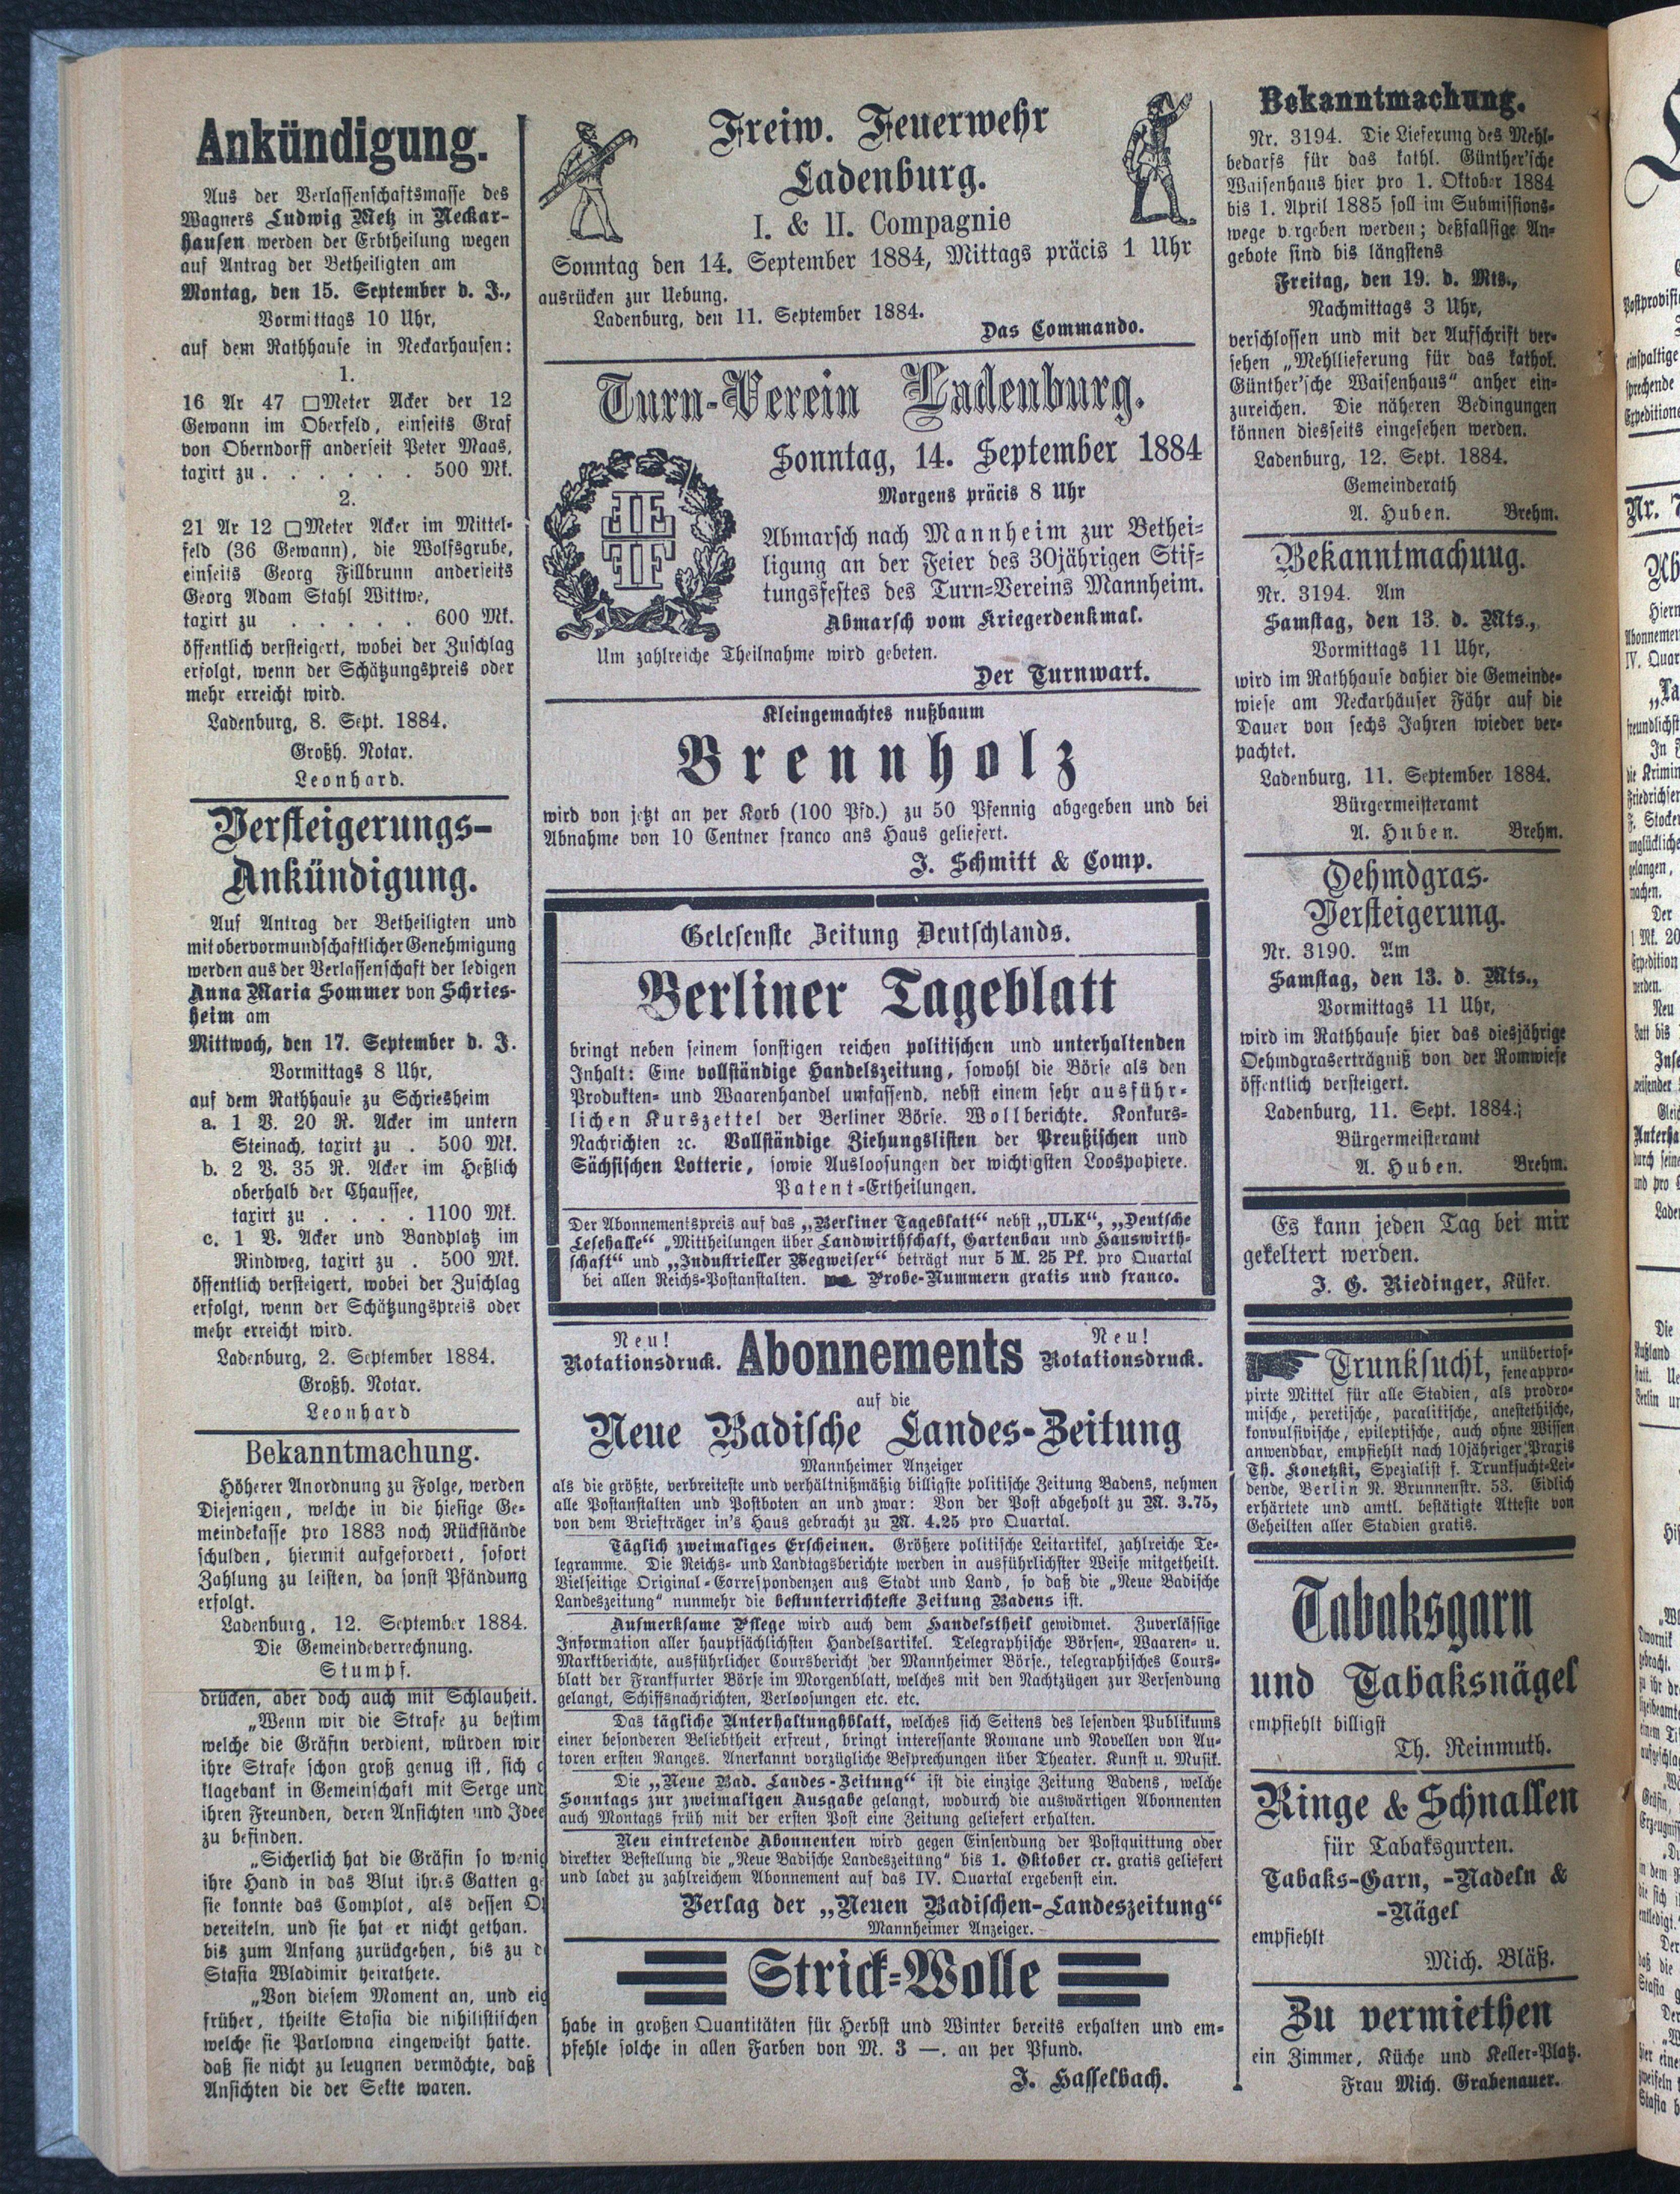 Ankündigung.
Aus der Verlassenschaftsmasse des
Wagners Ludwig Metz in Neckar-
hausen werden der Erbtheilung wegen
auf Antrag der Betheiligten am
Montag, den 15. September d. J.,
Vormittags 10 Uhr,
auf dem Rathhause in Neckarhausen:
1.
16 Ar 47 □Meter Acker der 12
Gewann im Oberfeld, einseits Graf
von Oberndorff anderseit Peter Maas,
taxirt zu . . . . . . 500 Mk.
2.
21 Ar 12 □Meter Acker im Mittel-
feld (36 Gewann), die Wolfsgrube,
einseits Georg Fillbrunn anderseits
Georg Adam Stahl Wittwe,
taxirt zu . . . . . 600 Mk.
öffentlich versteigert, wobei der Zuschlag
erfolgt, wenn der Schätzungspreis oder
mehr erreicht wird.
Ladenburg, 8. Sept. 1884.
Großh. Notar.
Leonhard.
Versteigerungs-
Ankündigung.
Auf Antrag der Betheiligten und
mit obervormundschaftlicher Genehmigung
werden aus der Verlassenschaft der ledigen
Anna Maria Sommer von Schries-
heim am
Mittwoch, den 17. September d. J.
Vormittags 8 Uhr,
auf dem Rathhause zu Schriesheim
a. 1 V. 20 R. Acker im untern
Steinach, taxirt zu . 500 Mk.
b. 2 V. 35 R. Acker im Heßlich
oberhalb der Chaussee,
taxirt zu . . . . 1100 Mk.
c. 1 V. Acker und Bandplatz im
Rindweg, taxirt zu . 500 Mk.
öffentlich versteigert, wobei der Zuschlag
erfolgt, wenn der Schätzungspreis oder
mehr erreicht wird.
Ladenburg, 2. September 1884.
Großh. Notar.
Leonhard
Bekanntmachung.
Höherer Anordnung zu Folge, werden
Diejenigen, welche in die hiesige Ge-
meindekasse pro 1883 noch Rückstände
schulden, hiermit aufgefordert, sofort
Zahlung zu leisten, da sonst Pfändung
erfolgt.
Ladenburg, 12. September 1884.
Die Gemeindeverrechnung.
Stumpf.
drücken, aber doch auch mit Schlauheit.
„Wenn wir die Strafe zu bestim
welche die Gräfin verdient, würden wir
ihre Strafe schon groß genug ist, sich
klagebank in Gemeinschaft mit Serge und
ihren Freunden, deren Ansichten und Idee
zu befinden.
„Sicherlich hat die Gräfin so wenig
ihre Hand in das Blut ihres Gatten
sie konnte das Complot, als dessen
vereiteln, und sie hat er nicht gethan.
bis zum Anfang zurückgehen, bis zu
Stasia Wladimir heirathete.
„Von diesem Moment an, und eig
früher, theilte Stasia die nihilistischen
welche sie Parlowna eingeweiht hatte.
daß sie nicht zu leugnen vermöchte, daß
Ansichten die der Sekte waren.
Freiw. Feuerwehr
Ladenburg.
I. & II. Compagnie
Sonntag den 14. September 1884, Mittags präcis 1 Uhr
ausrücken zur Uebung.
Ladenburg, den 11. September 1884.
Das Commando.
Turn-Verein Ladenburg.
Sonntag, 14. September 1884
Morgens präcis 8 Uhr
Abmarsch nach Mannheim zur Bethei-
ligung an der Feier des 30jährigen Stif-
tungsfestes des Turn-Vereins Mannheim.
Abmarsch vom Kriegerdenkmal.
Um zahlreiche Theilnahme wird gebeten.
Der Turnwart.
Kleingemachtes nußbaum
Brennholz
wird von jetzt an per Korb (100 Pfd.) zu 50 Pfennig abgegeben und bei
Abnahme von 10 Centner franco ans Haus geliefert.
J. Schmitt & Comp.
Gelesenste Zeitung Deutschlands.
Berliner Tageblatt
bringt neben seinem sonstigen reichen politischen und unterhaltenden
Inhalt: Eine vollständige Handelszeitung, sowohl die Börse als den
Produkten- und Waarenhandel umfassend, nebst einem sehr ausführ-
lichen Kurszettel der Berliner Börse. Wollberichte. Konkurs-
Nachrichten ꝛc. Vollständige Ziehungslisten der Preußischen und
Sächsischen Lotterie, sowie Ausloosungen der wichtigsten Loospapiere.
Patent-Ertheilungen.
Der Abonnementspreis auf das „Berliner Tageblatt“ nebst „ULK“, „Deutsche
Lesehalle“ „Mittheilungen über Landwirthschaft, Gartenbau und Hauswirth-
schaft“ und „Industrieller Wegweiser“ beträgt nur 5 M. 25 Pf. pro Quartal
bei allen Reichs-Postanstalten. Probe-Nummern gratis und franco.
Neu! Neu!
Rotationsdruck. Abonnements Rotationsdruck.
auf die
Neue Badische Landes-Zeitung
Mannheimer Anzeiger
als die größte, verbreitetste und verhältnißmäßig billigste politische Zeitung Badens, nehmen
alle Postanstalten und Postboten an und zwar: Von der Post abgeholt zu M. 3.75,
von dem Briefträger in's Haus gebracht zu M. 4.25 pro Quartal.
Täglich zweimaliges Erscheinen. Größere politische Leitartikel, zahlreiche Te-
legramme. Die Reichs- und Landtagsberichte werden in ausführlichster Weise mitgetheilt.
Vielseitige Original-Correspondenzen aus Stadt und Land, so daß die „Neue Badische
Landeszeitung“ nunmehr die bestunterrichteste Zeitung Badens ist.
Aufmerksame Pflege wird auch dem Handelstheil gewidmet. Zuverlässige
Information aller hauptsächlichsten Handelsartikel. Telegraphische Börsen-, Waaren- u.
Marktberichte, ausführlicher Coursbericht der Mannheimer Börse, telegraphisches Cours-
blatt der Frankfurter Börse im Morgenblatt, welches mit den Nachtzügen zur Versendung
gelangt, Schiffsnachrichten, Verloosungen etc. etc.
Das tägliche Unterhaltungsblatt, welches sich Seitens des lesenden Publikums
einer besonderen Beliebtheit erfreut, bringt interessante Romane und Novellen von Au-
toren ersten Ranges. Anerkannt vorzügliche Besprechungen über Theater. Kunst u. Musik.
Die „Neue Bad. Landes-Zeitung“ ist die einzige Zeitung Badens, welche
Sonntags zur zweimaligen Ausgabe gelangt, wodurch die auswärtigen Abonnenten
auch Montags früh mit der ersten Post eine Zeitung geliefert erhalten.
Neu eintretende Abonnenten wird gegen Einsendung der Postquittung oder
direkter Bestellung die „Neue Badische Landeszeitung“ bis 1. Oktober cr. gratis geliefert
und ladet zu zahlreichem Abonnement auf das IV. Quartal ergebenst ein.
Verlag der „Neuen Badischen-Landeszeitung“
Mannheimer Anzeiger.
Strick-Wolle
habe in großen Quantitäten für Herbst und Winter bereits erhalten und em-
pfehle solche in allen Farben von M. 3 —. an per Pfund.
J. Hasselbach.
Bekanntmachung.
Nr. 3194. Die Lieferung des Mehl-
bedarfs für das kathl. Günther'sche
Waisenhaus hier pro 1. Oktober 1884
bis 1. April 1885 soll im Submissions-
wege v.rgeben werden; deßfallsige An-
gebote sind bis längstens
Freitag, den 19. d. Mts.,
Nachmittags 3 Uhr,
verschlossen und mit der Aufschrift ver-
sehen „Mehllieferung für das kathol.
Günther'sche Waisenhaus“ anher ein-
zureichen. Die näheren Bedingungen
können diesseits eingesehen werden.
Ladenburg, 12. Sept. 1884.
Gemeinderath
A. Huben. Brehm.
Bekanntmachung.
Nr. 3194. Am
Samstag, den 13. d. Mts.,
Vormittags 11 Uhr,
wird im Rathhause dahier die Gemeinde-
wiese am Neckarhäuser Fähr auf die
Dauer von sechs Jahren wieder ver-
pachtet.
Ladenburg, 11. September 1884.
Bürgermeisteramt
A. Huben. Brehm.
Oehmdgras-
Versteigerung.
Nr. 3190. Am
Samstag, den 13. d. Mts.,
Vormittags 11 Uhr,
wird im Rathhause hier das diesjährige
Oehmdgraserträgniß von der Romwiese
öffentlich versteigert.
Ladenburg, 11. Sept. 1884.
Bürgermeisteramt
A. Huben. Brehm.
Es kann jeden Tag bei mir
gekeltert werden.
J. G. Riedinger, Küfer.
Trunksucht, unübertof-
fene appro-
pirte Mittel für alle Stadien, als prodro-
mische, peretische, paralitische, anestethische,
konvulsivische, epileptische, auch ohne Wissen
anwendbar, empfiehlt nach 10jähriger Praxis
Th. Konetzki, Spezialist f. Trunksucht-Lei-
dende, Berlin N. Brunnenstr. 53. Eidlich
erhärtete und amtl. bestätigte Atteste von
Geheilten aller Stadien gratis.
Tabaksgarn
und Tabaksnägel
empfiehlt billigst
Th. Reinmuth.
Ringe & Schnallen
für Tabaksgurten.
Tabaks-Garn, -Nadeln &
-Nägel
empfiehlt
Mich. Bläß.
Zu vermiethen
ein Zimmer, Küche und Keller-Platz.
Frau Mich. Grabenauer.